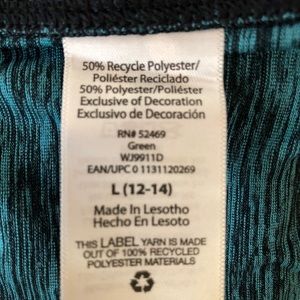 50% Recycle Polyester/
Poliéster Reciclado
50% Polyester/Poliéster
Exclusive of Decoration
Exclusivo de Decoración
RN# 52469
Green
WJ9911D
EAN/UPC 0 1131120269
L (12-14)
Made In Lesotho
Hecho En Lesoto
THIS LABEL YARN IS MADE
OUT OF 100% RECYCLED
POLYESTER MATERIALS